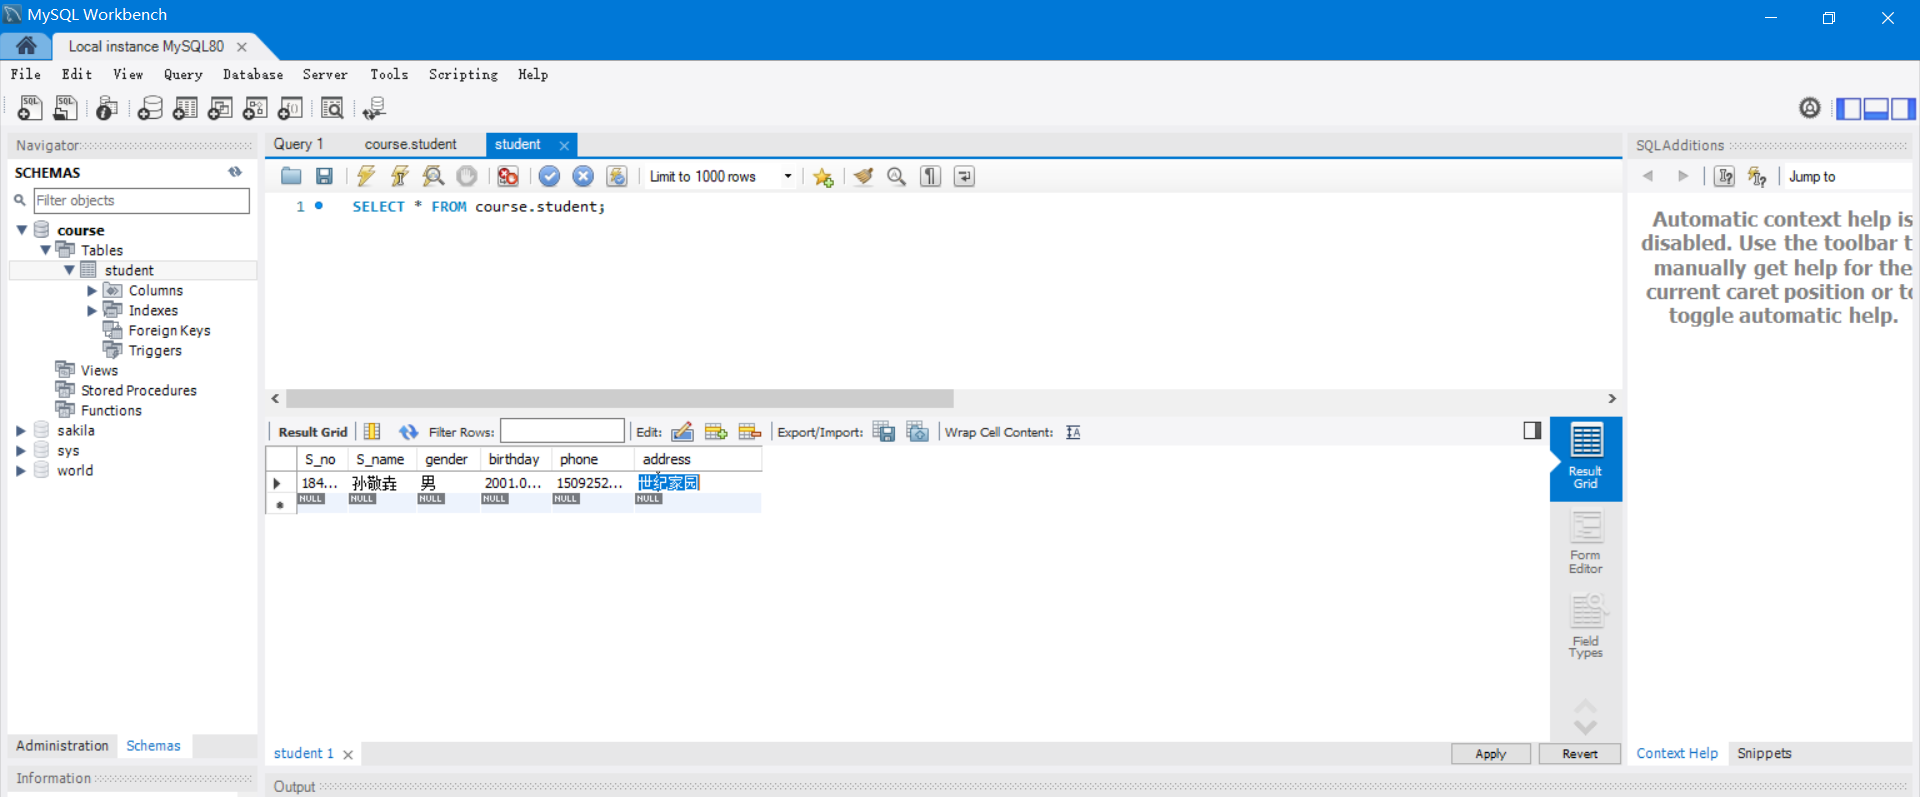 MySQL Workbench
Local instance MySQL80
File Edit View Query Database Server Tools Scripting Help
Navigator
SCHEMAS
Filter objects
course
Tables
student
Columns
Indexes
Foreign Keys
Triggers
Views
Stored Procedures
Functions
sakila
sys
world
Administration Schemas
Information
Query 1 course.student student
Limit to 1000 rows
1 SELECT * FROM course.student;
Result Grid Filter Rows: Edit: Export/Import: Wrap Cell Content:
S_no S_name gender birthday phone address
184... 孙敬垚 男 2001.0... 1509252... 世纪家园
NULL NULL NULL NULL NULL NULL
Result Grid
Form Editor
Field Types
student 1
Apply Revert
Output
SQLAdditions
Jump to
Automatic context help is
disabled. Use the toolbar t
manually get help for the
current caret position or to
toggle automatic help.
Context Help Snippets